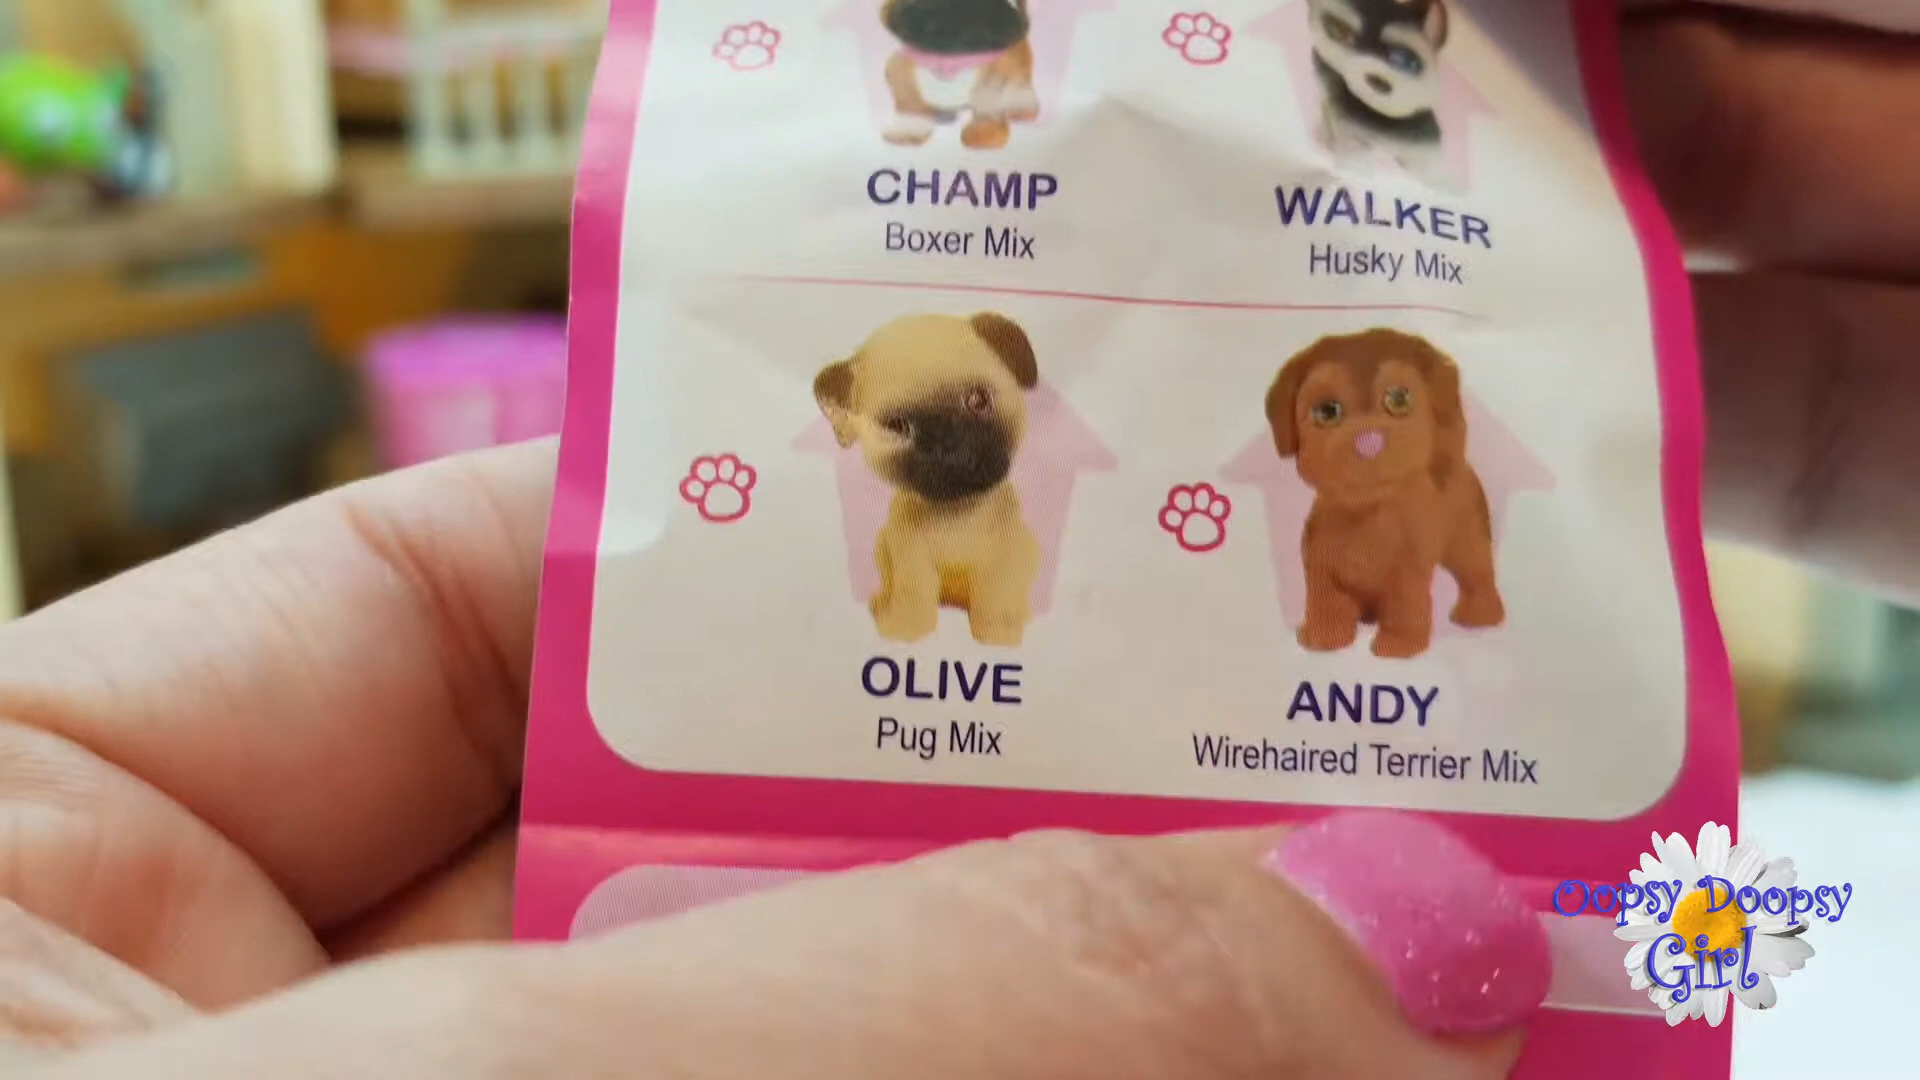 CHAMP
Boxer Mix
WALKER
Husky Mix
OLIVE
Pug Mix
ANDY
Wirehaired Terrier Mix
Oopsy Doopsy
Girl